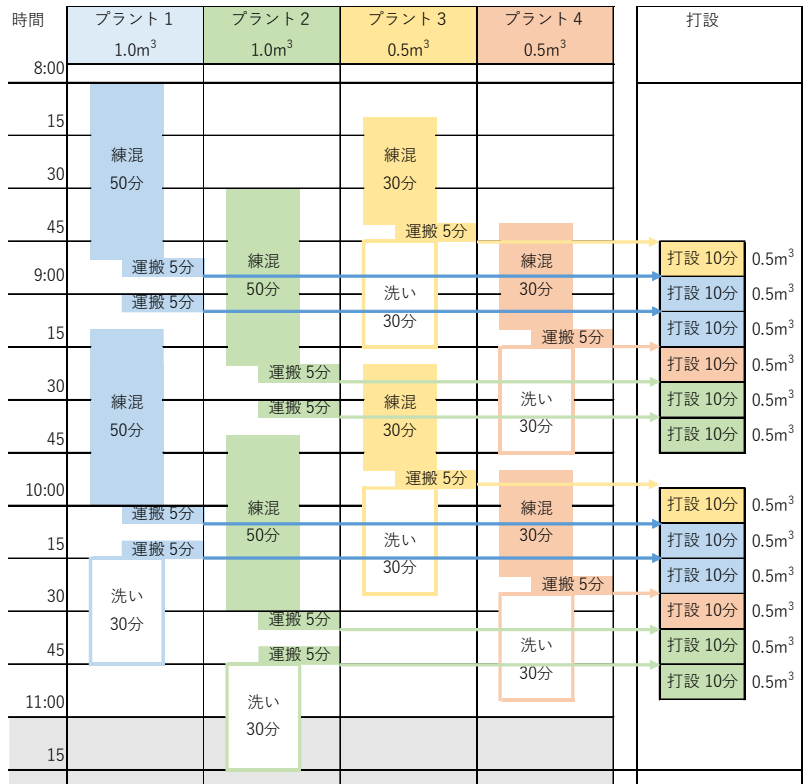 時間 プラント1 プラント2 プラント3 プラント4 打設
1.0m³ 1.0m³ 0.5m³ 0.5m³
8:00
15
練混 練混
50分 30分
30
45
運搬 5分
練混 練混
50分 30分
打設 10分 0.5m³
運搬 5分
9:00
洗い
30分
打設 10分 0.5m³
運搬 5分
打設 10分 0.5m³
15
運搬 5分
打設 10分 0.5m³
運搬 5分
30
練混 練混 洗い
50分 30分 30分
打設 10分 0.5m³
運搬 5分
打設 10分 0.5m³
45
運搬 5分
10:00
練混 練混
50分 30分
打設 10分 0.5m³
運搬 5分
洗い
30分
打設 10分 0.5m³
15
運搬 5分
打設 10分 0.5m³
運搬 5分
30
洗い
30分
打設 10分 0.5m³
運搬 5分
打設 10分 0.5m³
45
運搬 5分
洗い
30分
打設 10分 0.5m³
11:00
洗い
30分
15